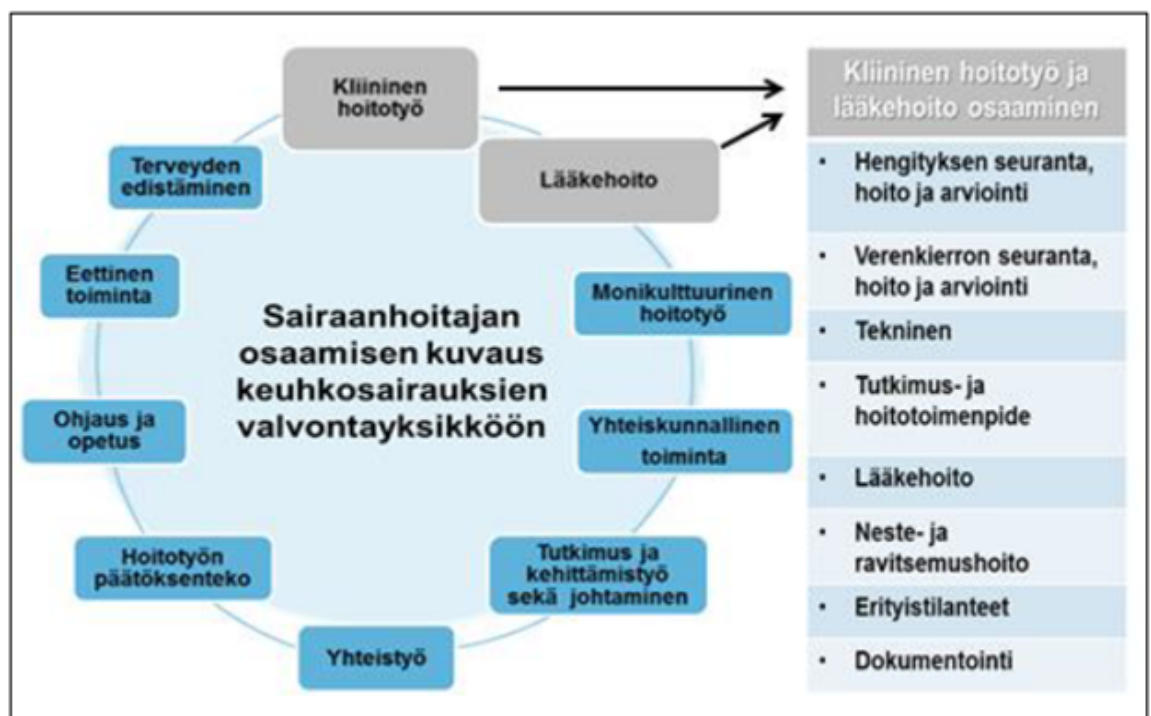 Kliininen
hoitotyö
Lääkehoito
Monikulttuurinen
hoitotyö
Yhteiskunnallinen
toiminta
Tutkimus ja
kehittämistyö
sekä johtaminen
Yhteistyö
Hoitotyön
päätöksenteko
Ohjaus ja
opetus
Eettinen
toiminta
Terveyden
edistäminen
Sairaanhoitajan
osaamisen kuvaus
keuhkosairauksien
valvontayksikköön
Kliininen hoitotyö ja
lääkehoito osaaminen
• Hengityksen seuranta,
hoito ja arviointi
• Verenkierron seuranta,
hoito ja arviointi
• Tekninen
• Tutkimus- ja
hoitotoimenpide
• Lääkehoito
• Neste- ja
ravitsemushoito
• Erityistilanteet
• Dokumentointi